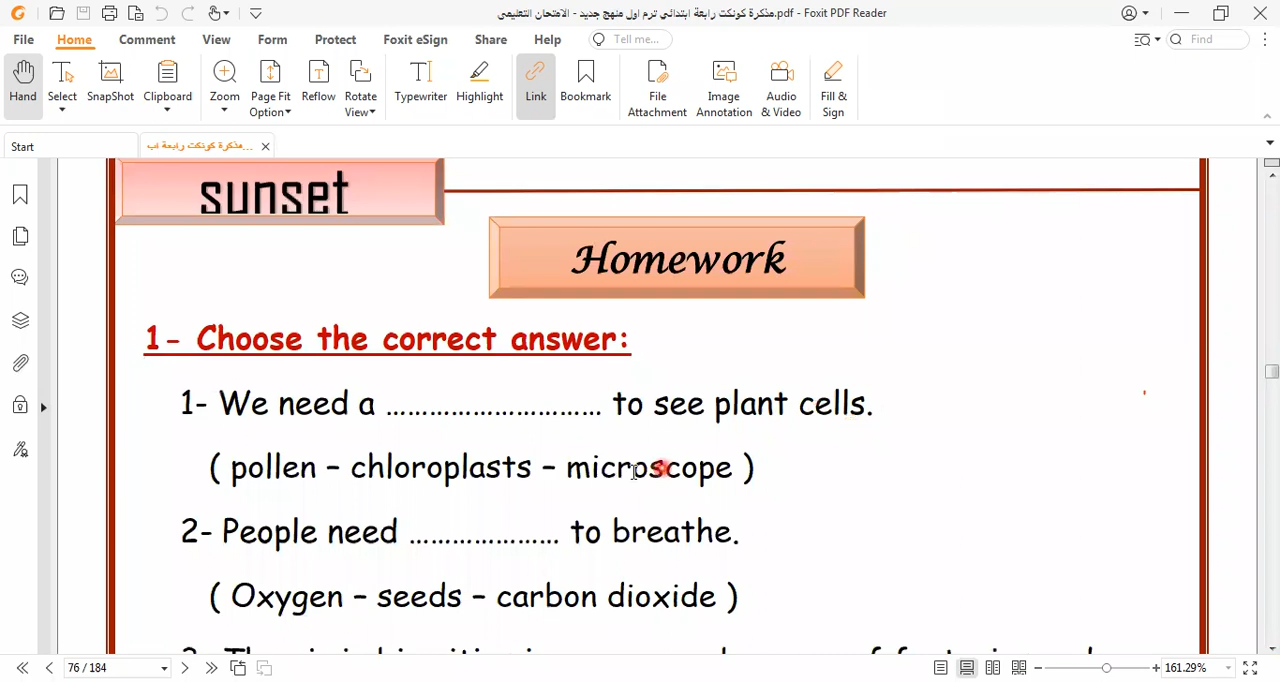 مذكرة كونكت رابعة ابتدائي ترم اول منهج جديد - الامتحان التعليمي.pdf - Foxit PDF Reader
File Home Comment View Form Protect Foxit eSign Share Help Tell me... Find
Hand Select SnapShot Clipboard Zoom Page Fit Option Reflow Rotate View Typewriter Highlight Link Bookmark File Attachment Image Annotation Audio & Video Fill & Sign
Start مذكرة كونكت رابعة اب...
sunset
Homework
1- Choose the correct answer:
1- We need a ………………………… to see plant cells.
( pollen – chloroplasts – microscope )
2- People need ………………… to breathe.
( Oxygen – seeds – carbon dioxide )
76 / 184 161.29%